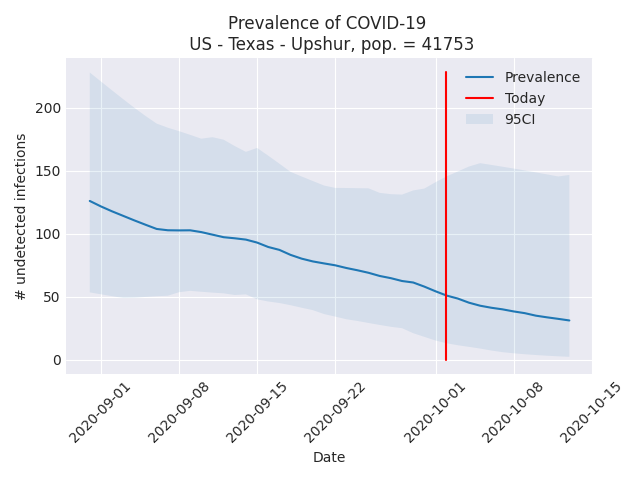 Prevalence of COVID-19
US - Texas - Upshur, pop. = 41753
Prevalence
Today
95CI
# undetected infections
200
150
100
50
0
2020-09-01
2020-09-08
2020-09-15
2020-09-22
2020-10-01
2020-10-08
2020-10-15
Date